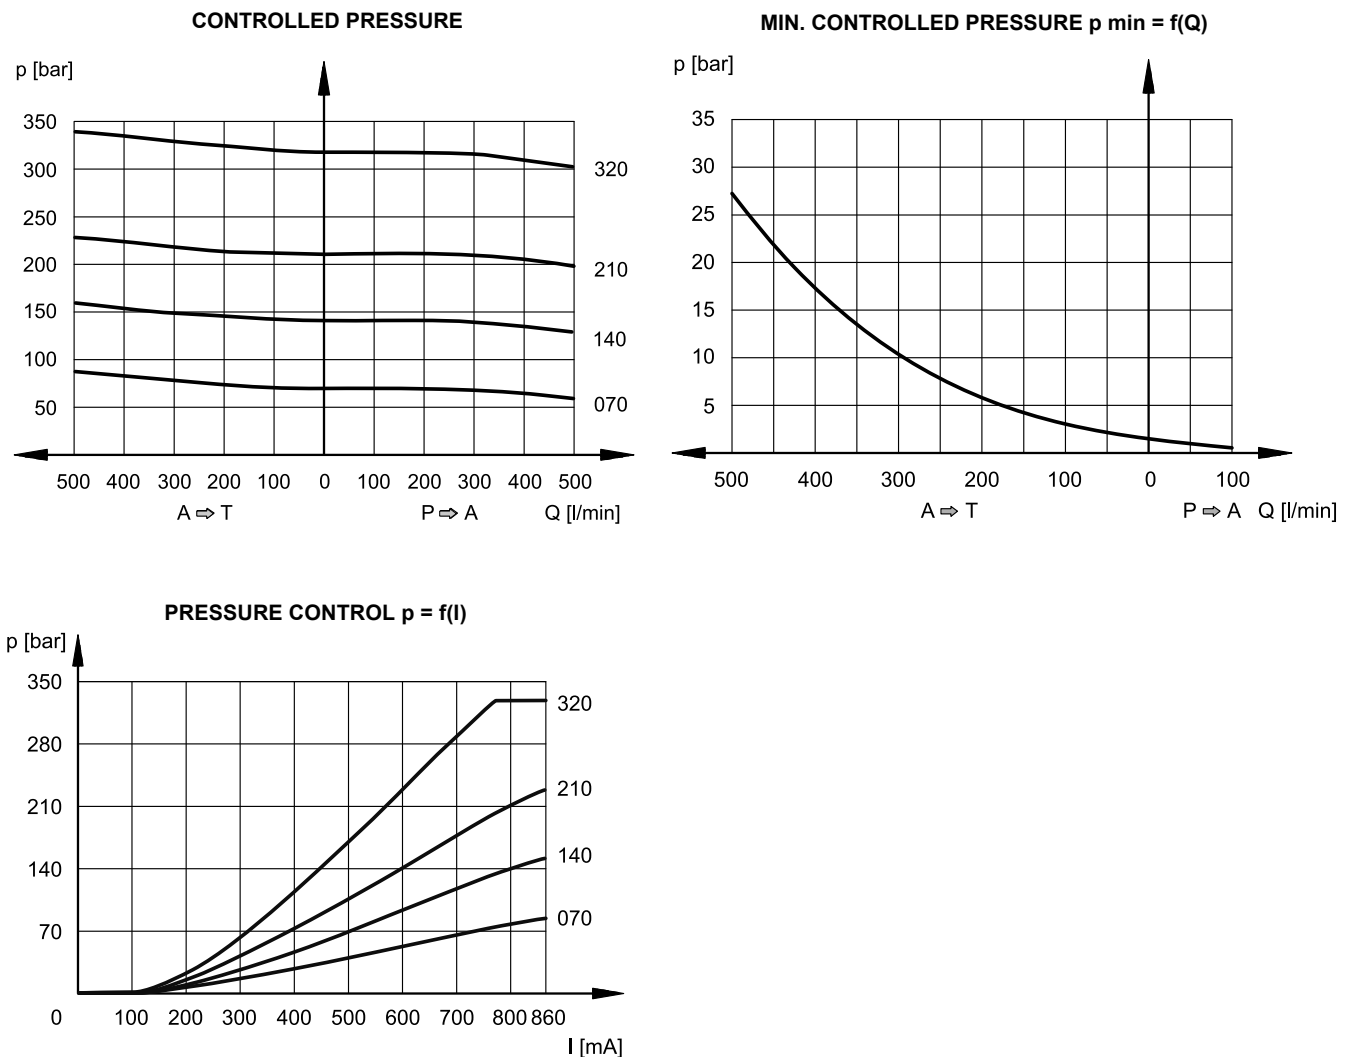 CONTROLLED PRESSURE
p [bar]
350
300
250
200
150
100
50
320
210
140
070
500 400 300 200 100 0 100 200 300 400 500
A ⇨ T P ⇨ A Q [l/min]
MIN. CONTROLLED PRESSURE p min = f(Q)
p [bar]
35
30
25
20
15
10
5
500 400 300 200 0 100
A ⇨ T P ⇨ A Q [l/min]
PRESSURE CONTROL p = f(I)
p [bar]
350
280
210
140
70
320
210
140
070
0 100 200 300 400 500 600 700 800 860
I [mA]